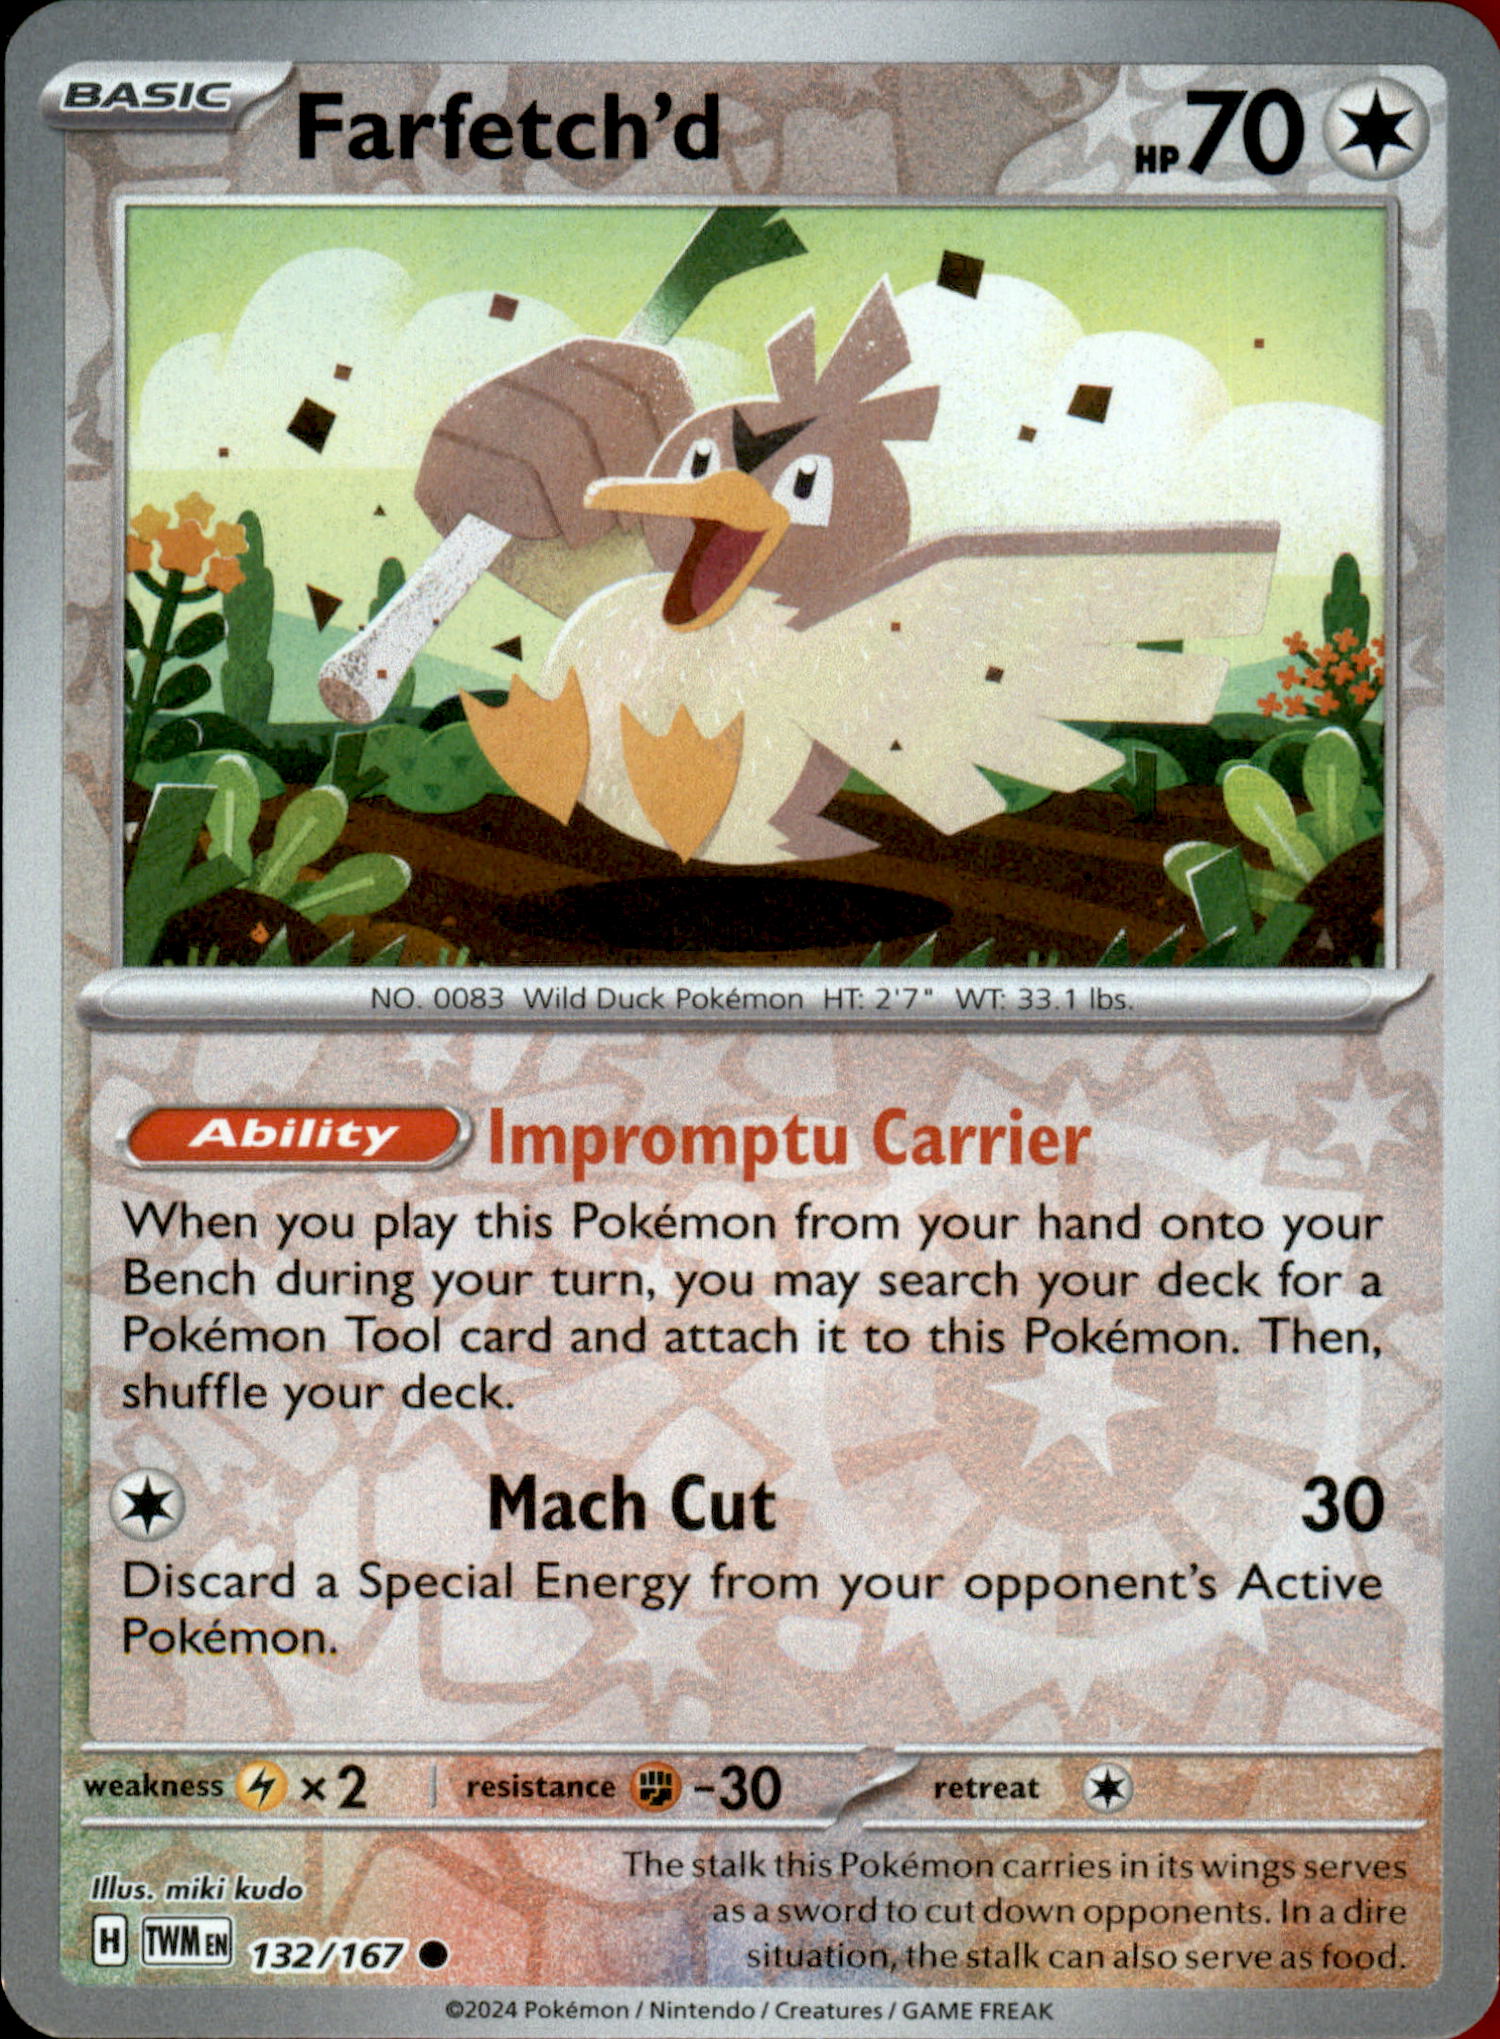 BASIC
Farfetch'd
HP 70
NO. 0083 Wild Duck Pokémon HT: 2'7" WT: 33.1 lbs.
Ability Impromptu Carrier
When you play this Pokémon from your hand onto your
Bench during your turn, you may search your deck for a
Pokémon Tool card and attach it to this Pokémon. Then,
shuffle your deck.
Mach Cut 30
Discard a Special Energy from your opponent's Active
Pokémon.
weakness ×2 resistance -30 retreat
Illus. miki kudo
The stalk this Pokémon carries in its wings serves
as a sword to cut down opponents. In a dire
situation, the stalk can also serve as food.
H TWM EN 132/167
©2024 Pokémon / Nintendo / Creatures / GAME FREAK